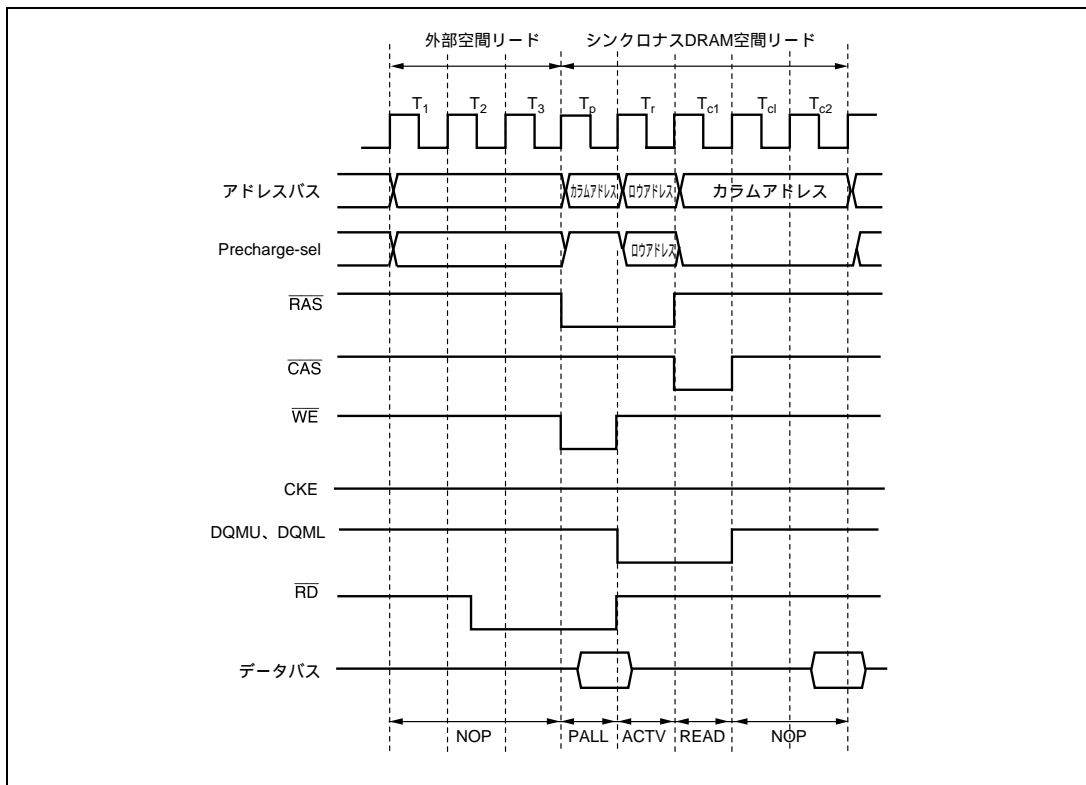 外部空間リード シンクロナスDRAM空間リード
T1 T2 T3 Tp Tr Tc1 Tcl Tc2
アドレスバス カラムアドレス ロウアドレス カラムアドレス
Precharge-sel ロウアドレス
RAS
CAS
WE
CKE
DQMU、DQML
RD
データバス
NOP PALL ACTV READ NOP